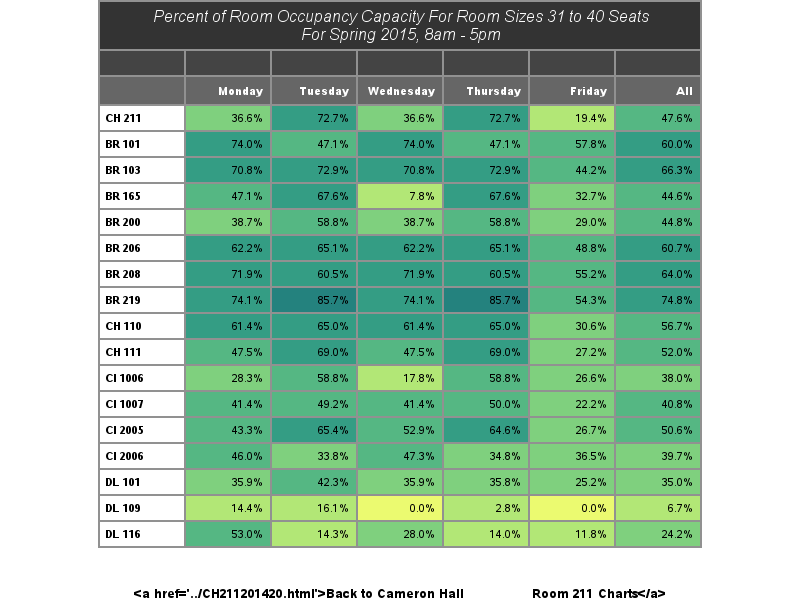 Percent of Room Occupancy Capacity For Room Sizes 31 to 40 Seats
For Spring 2015, 8am - 5pm
Monday Tuesday Wednesday Thursday Friday All
CH 211 36.6% 72.7% 36.6% 72.7% 19.4% 47.6%
BR 101 74.0% 47.1% 74.0% 47.1% 57.8% 60.0%
BR 103 70.8% 72.9% 70.8% 72.9% 44.2% 66.3%
BR 165 47.1% 67.6% 7.8% 67.6% 32.7% 44.6%
BR 200 38.7% 58.8% 38.7% 58.8% 29.0% 44.8%
BR 206 62.2% 65.1% 62.2% 65.1% 48.8% 60.7%
BR 208 71.9% 60.5% 71.9% 60.5% 55.2% 64.0%
BR 219 74.1% 85.7% 74.1% 85.7% 54.3% 74.8%
CH 110 61.4% 65.0% 61.4% 65.0% 30.6% 56.7%
CH 111 47.5% 69.0% 47.5% 69.0% 27.2% 52.0%
CI 1006 28.3% 58.8% 17.8% 58.8% 26.6% 38.0%
CI 1007 41.4% 49.2% 41.4% 50.0% 22.2% 40.8%
CI 2005 43.3% 65.4% 52.9% 64.6% 26.7% 50.6%
CI 2006 46.0% 33.8% 47.3% 34.8% 36.5% 39.7%
DL 101 35.9% 42.3% 35.9% 35.8% 25.2% 35.0%
DL 109 14.4% 16.1% 0.0% 2.8% 0.0% 6.7%
DL 116 53.0% 14.3% 28.0% 14.0% 11.8% 24.2%
<a href='../CH211201420.html'>Back to Cameron Hall Room 211 Charts</a>